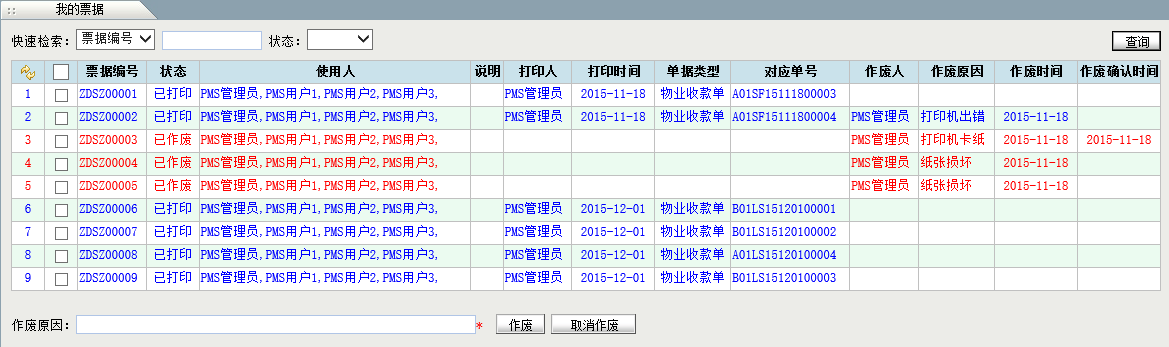 我的票据
快速检索: 票据编号 状态: 查询
票据编号 状态 使用人 说明 打印人 打印时间 单据类型 对应单号 作废人 作废原因 作废时间 作废确认时间
1 ZDSZ00001 已打印 PMS管理员,PMS用户1,PMS用户2,PMS用户3, PMS管理员 2015-11-18 物业收款单 A01SF15111800003
2 ZDSZ00002 已打印 PMS管理员,PMS用户1,PMS用户2,PMS用户3, PMS管理员 2015-11-18 物业收款单 A01SF15111800004 PMS管理员 打印机出错 2015-11-18
3 ZDSZ00003 已作废 PMS管理员,PMS用户1,PMS用户2,PMS用户3, PMS管理员 打印机卡纸 2015-11-18 2015-11-18
4 ZDSZ00004 已作废 PMS管理员,PMS用户1,PMS用户2,PMS用户3, PMS管理员 纸张损坏 2015-11-18
5 ZDSZ00005 已作废 PMS管理员,PMS用户1,PMS用户2,PMS用户3, PMS管理员 纸张损坏 2015-11-18
6 ZDSZ00006 已打印 PMS管理员,PMS用户1,PMS用户2,PMS用户3, PMS管理员 2015-12-01 物业收款单 B01LS15120100001
7 ZDSZ00007 已打印 PMS管理员,PMS用户1,PMS用户2,PMS用户3, PMS管理员 2015-12-01 物业收款单 B01LS15120100002
8 ZDSZ00008 已打印 PMS管理员,PMS用户1,PMS用户2,PMS用户3, PMS管理员 2015-12-01 物业收款单 A01LS15120100004
9 ZDSZ00009 已打印 PMS管理员,PMS用户1,PMS用户2,PMS用户3, PMS管理员 2015-12-01 物业收款单 B01LS15120100003
作废原因: * 作废 取消作废